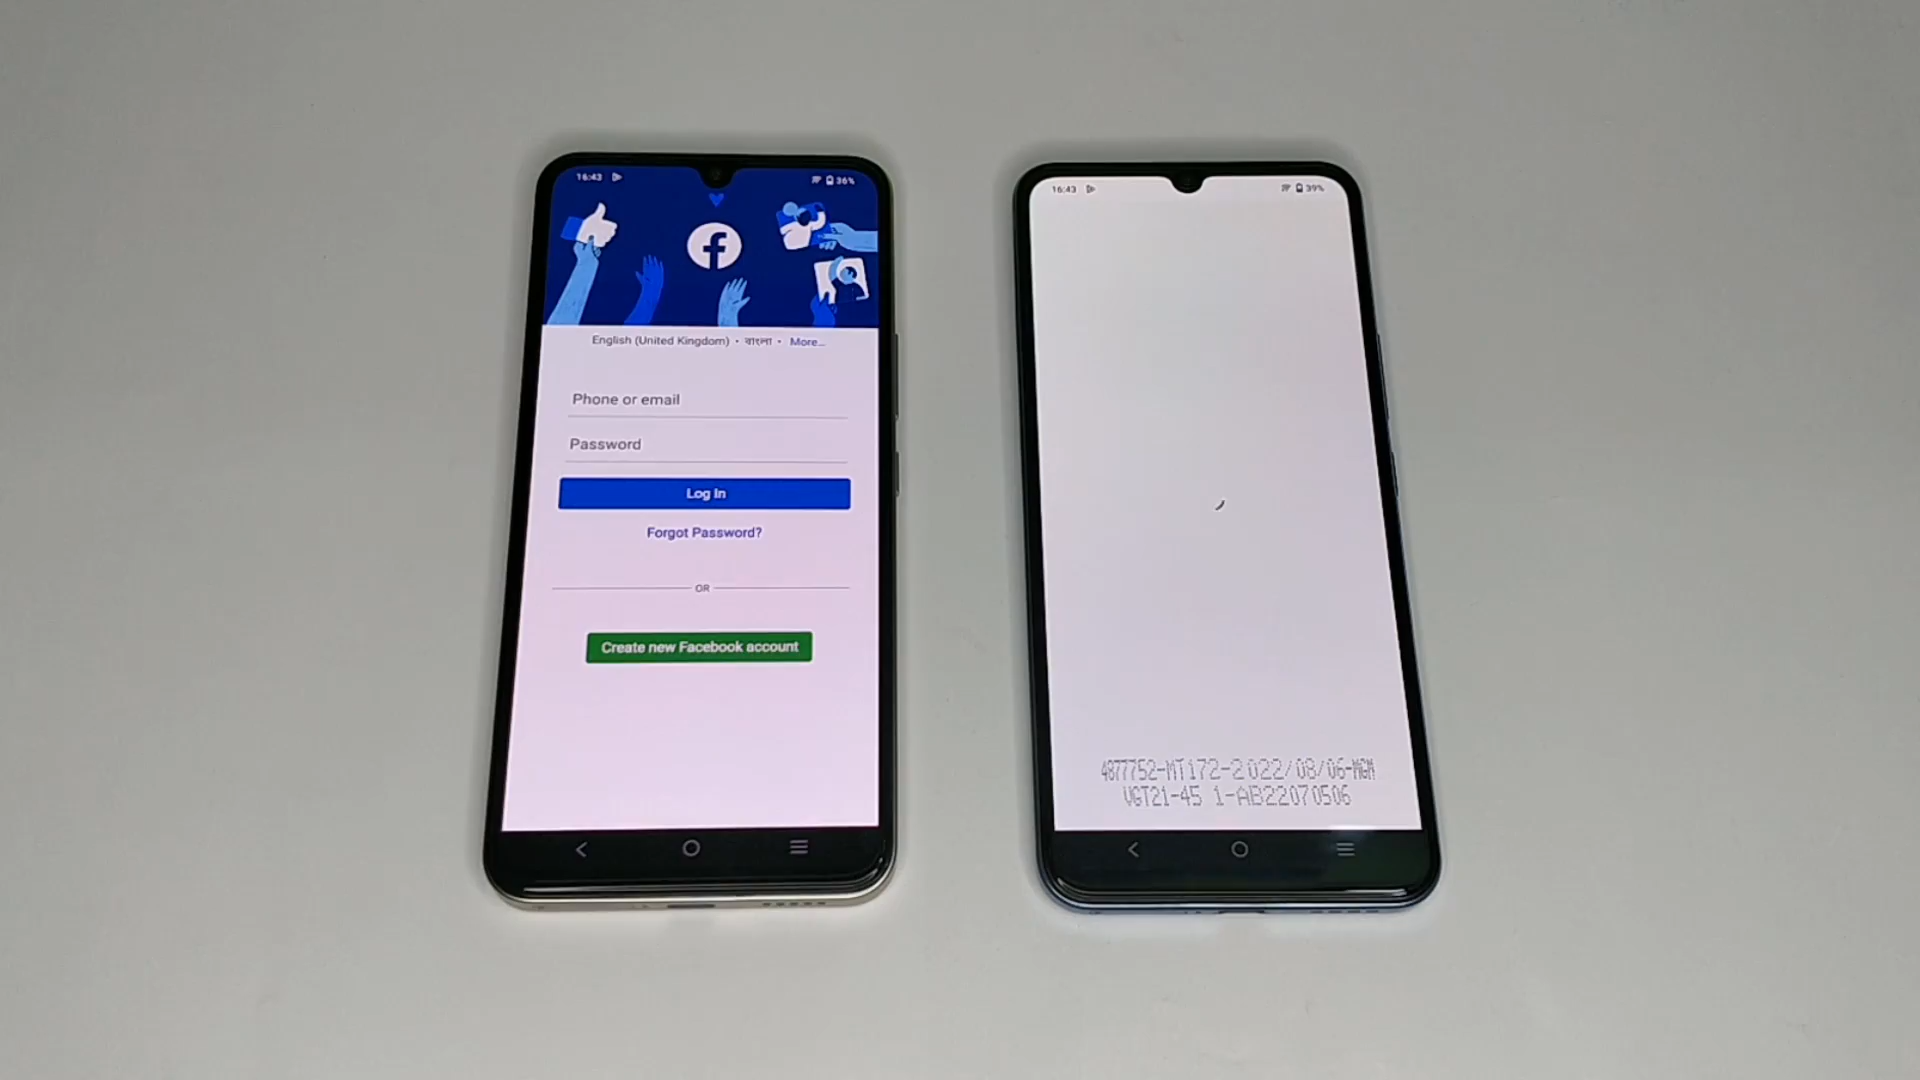 16:43 36%
English (United Kingdom) • বাংলা • More...
Phone or email
Password
Log In
Forgot Password?
OR
Create new Facebook account
16:43 39%
4877752-MT172-2022/08/06-MGM
VGT21-45 1-AB22070506